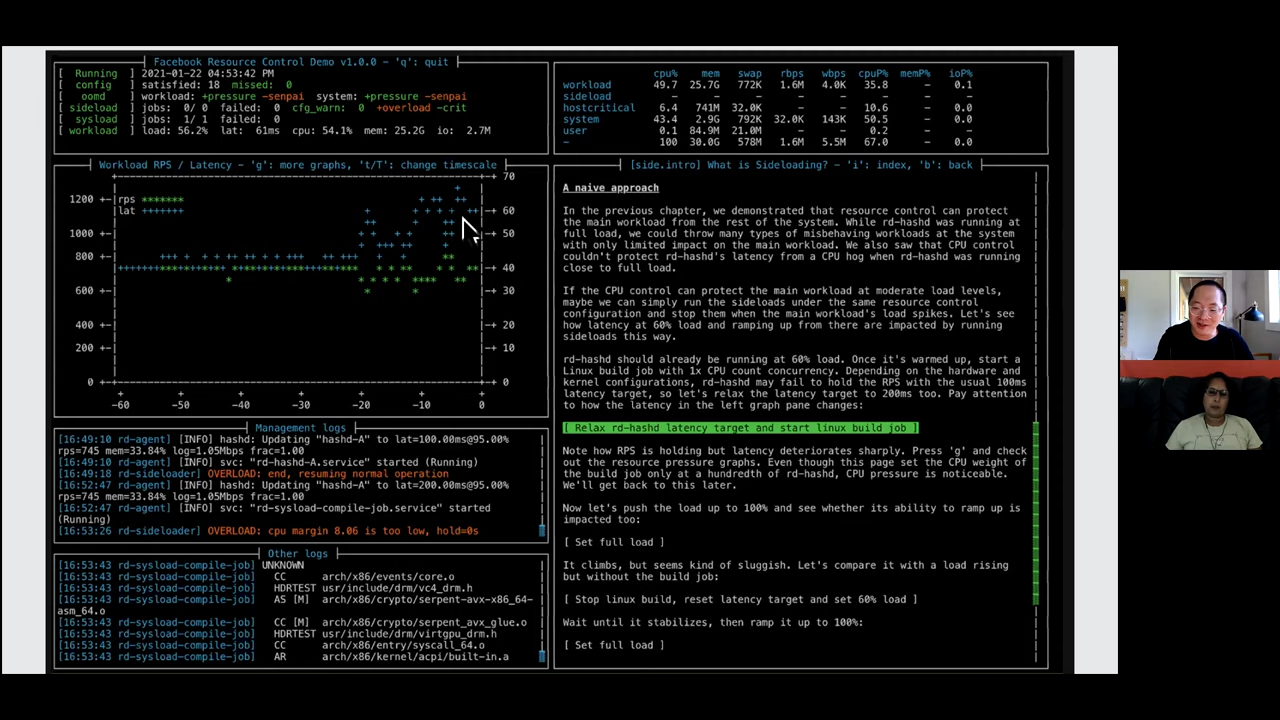 Facebook Resource Control Demo v1.0.0 - 'q': quit
[ Running ] 2021-01-22 04:53:42 PM
[ config ] satisfied: 18 missed: 0
[ oomd ] workload: +pressure -senpai system: +pressure -senpai
[ sideload ] jobs: 0/ 0 failed: 0 cfg_warn: 0 +overload -crit
[ sysload ] jobs: 1/ 1 failed: 0
[ workload ] load: 56.2% lat: 61ms cpu: 54.1% mem: 25.2G io: 2.7M
cpu% mem swap rbps wbps cpuP% memP% ioP%
workload 49.7 25.7G 772K 1.6M 4.0K 35.8 - 0.1
sideload - - - - - - - -
hostcritical 6.4 741M 32.0K - - 10.6 - 0.0
system 43.4 2.9G 792K 32.0K 143K 50.5 - 0.0
user 0.1 84.9M 21.0M - - 0.2 - -
- 100 30.0G 578M 1.6M 5.5M 67.0 - 0.0
Workload RPS / Latency - 'g': more graphs, 't/T': change timescale
rps *******
lat +++++++
1200
1000
800
600
400
200
0
70
60
50
40
30
20
10
0
-60 -50 -40 -30 -20 -10 0
Management logs
[16:49:10 rd-agent] [INFO] hashd: Updating "hashd-A" to lat=100.00ms@95.00%
rps=745 mem=33.84% log=1.05Mbps frac=1.00
[16:49:10 rd-agent] [INFO] svc: "rd-hashd-A.service" started (Running)
[16:49:18 rd-sideloader] OVERLOAD: end, resuming normal operation
[16:52:47 rd-agent] [INFO] hashd: Updating "hashd-A" to lat=200.00ms@95.00%
rps=745 mem=33.84% log=1.05Mbps frac=1.00
[16:52:47 rd-agent] [INFO] svc: "rd-sysload-compile-job.service" started
(Running)
[16:53:26 rd-sideloader] OVERLOAD: cpu margin 8.06 is too low, hold=0s
Other logs
[16:53:43 rd-sysload-compile-job] UNKNOWN
[16:53:43 rd-sysload-compile-job] CC arch/x86/events/core.o
[16:53:43 rd-sysload-compile-job] HDRTEST usr/include/drm/vc4_drm.h
[16:53:43 rd-sysload-compile-job] AS [M] arch/x86/crypto/serpent-avx-x86_64-
asm_64.o
[16:53:43 rd-sysload-compile-job] CC [M] arch/x86/crypto/serpent_avx_glue.o
[16:53:43 rd-sysload-compile-job] HDRTEST usr/include/drm/virtgpu_drm.h
[16:53:43 rd-sysload-compile-job] CC arch/x86/entry/syscall_64.o
[16:53:43 rd-sysload-compile-job] AR arch/x86/kernel/acpi/built-in.a
[side.intro] What is Sideloading? - 'i': index, 'b': back
A naive approach
In the previous chapter, we demonstrated that resource control can protect
the main workload from the rest of the system. While rd-hashd was running at
full load, we could throw many types of misbehaving workloads at the system
with only limited impact on the main workload. We also saw that CPU control
couldn't protect rd-hashd's latency from a CPU hog when rd-hashd was running
close to full load.
If the CPU control can protect the main workload at moderate load levels,
maybe we can simply run the sideloads under the same resource control
configuration and stop them when the main workload's load spikes. Let's see
how latency at 60% load and ramping up from there are impacted by running
sideloads this way.
rd-hashd should already be running at 60% load. Once it's warmed up, start a
Linux build job with 1x CPU count concurrency. Depending on the hardware and
kernel configurations, rd-hashd may fail to hold the RPS with the usual 100ms
latency target, so let's relax the latency target to 200ms too. Pay attention
to how the latency in the left graph pane changes:
[ Relax rd-hashd latency target and start linux build job ]
Note how RPS is holding but latency deteriorates sharply. Press 'g' and check
out the resource pressure graphs. Even though this page set the CPU weight of
the build job only at a hundredth of rd-hashd, CPU pressure is noticeable.
We'll get back to this later.
Now let's push the load up to 100% and see whether its ability to ramp up is
impacted too:
[ Set full load ]
It climbs, but seems kind of sluggish. Let's compare it with a load rising
but without the build job:
[ Stop linux build, reset latency target and set 60% load ]
Wait until it stabilizes, then ramp it up to 100%:
[ Set full load ]